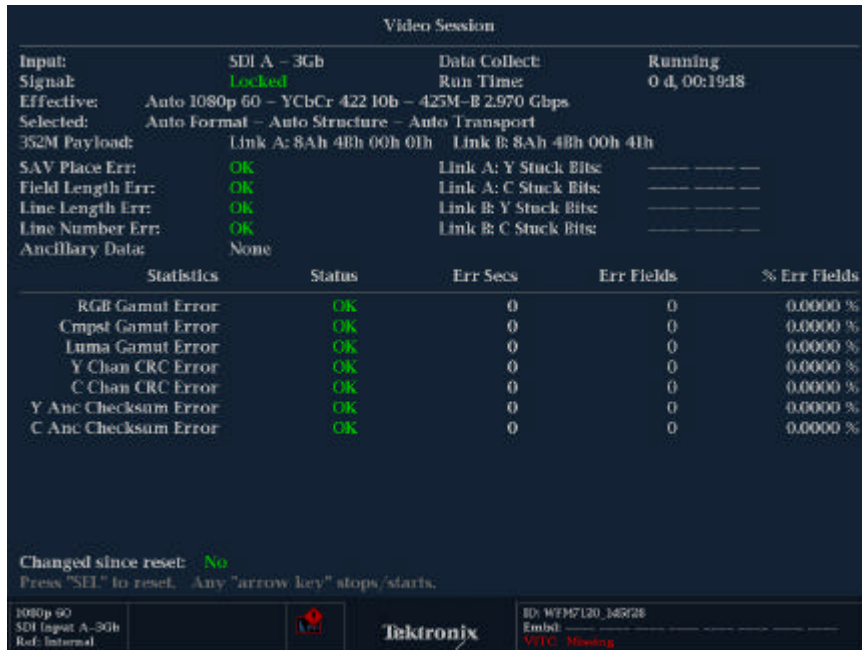 Video Session
Input: SDI A – 3Gb Data Collect: Running
Signal: Locked Run Time: 0 d, 00:19:18
Effective: Auto 1080p 60 – YCbCr 422 10b – 425M-B 2.970 Gbps
Selected: Auto Format – Auto Structure – Auto Transport
352M Payload: Link A: 8Ah 4Bh 00h 01h Link B: 8Ah 4Bh 00h 41h
SAV Place Err: OK Link A: Y Stuck Bits:
Field Length Err: OK Link A: C Stuck Bits:
Line Length Err: OK Link B: Y Stuck Bits:
Line Number Err: OK Link B: C Stuck Bits:
Ancillary Data: None
Statistics Status Err Secs Err Fields % Err Fields
RGB Gamut Error OK 0 0 0.0000 %
Cmpst Gamut Error OK 0 0 0.0000 %
Luma Gamut Error OK 0 0 0.0000 %
Y Chan CRC Error OK 0 0 0.0000 %
C Chan CRC Error OK 0 0 0.0000 %
Y Anc Checksum Error OK 0 0 0.0000 %
C Anc Checksum Error OK 0 0 0.0000 %
Changed since reset: No
Press "SEL" to reset. Any "arrow key" stops/starts.
1080p 60
SDI Input A-3Gb
Ref: Internal
Tektronix
ID: WFM7120_145f28
Embd:
VITC: Missing